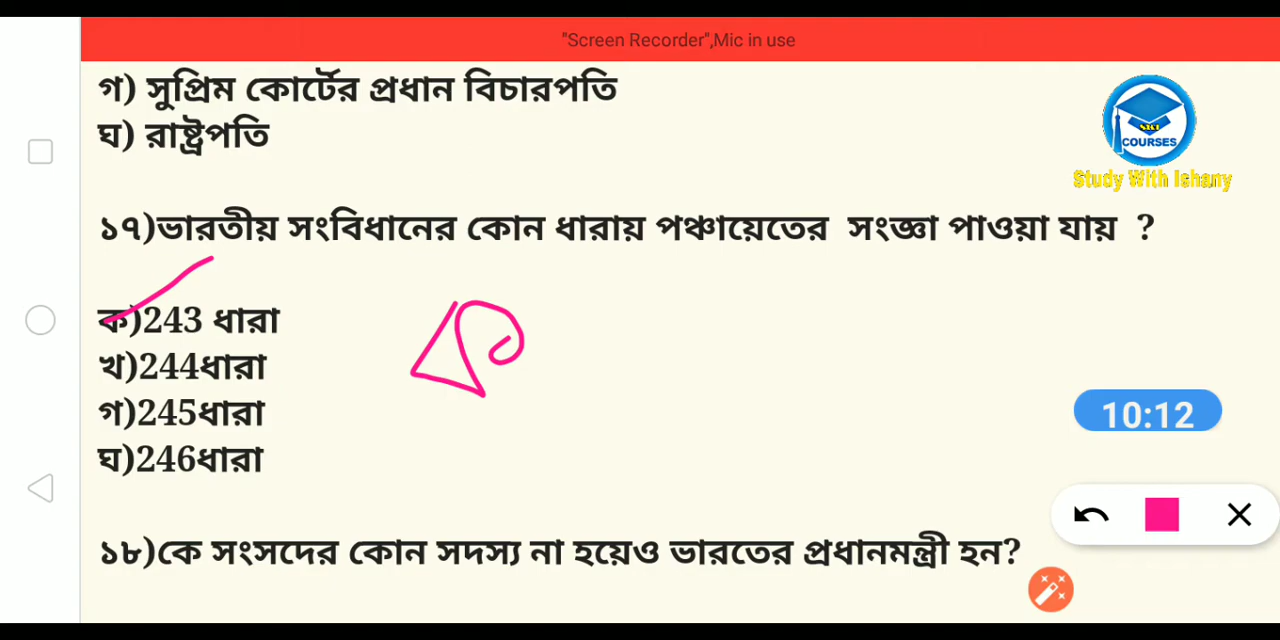 "Screen Recorder",Mic in use
গ) সুপ্রিম কোর্টের প্রধান বিচারপতি
ঘ) রাষ্ট্রপতি
COURSES
Study With Ishany
১৭)ভারতীয় সংবিধানের কোন ধারায় পঞ্চায়েতের সংজ্ঞা পাওয়া যায় ?
ক)243 ধারা
ক
খ)244ধারা
গ)245ধারা
10:12
ঘ)246ধারা
১৮)কে সংসদের কোন সদস্য না হয়েও ভারতের প্রধানমন্ত্রী হন?